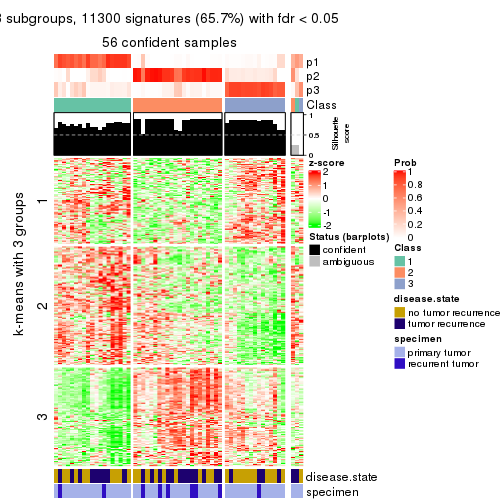 3 subgroups, 11300 signatures (65.7%) with fdr < 0.05
56 confident samples
p1
p2
p3
Class
1
0.5
0
Silhouette
score
k-means with 3 groups
1
2
3
disease.state
specimen
z-score
2
1
0
-1
-2
Status (barplots)
confident
ambiguous
Prob
1
0.8
0.6
0.4
0.2
0
Class
1
2
3
disease.state
no tumor recurrence
tumor recurrence
specimen
primary tumor
recurrent tumor